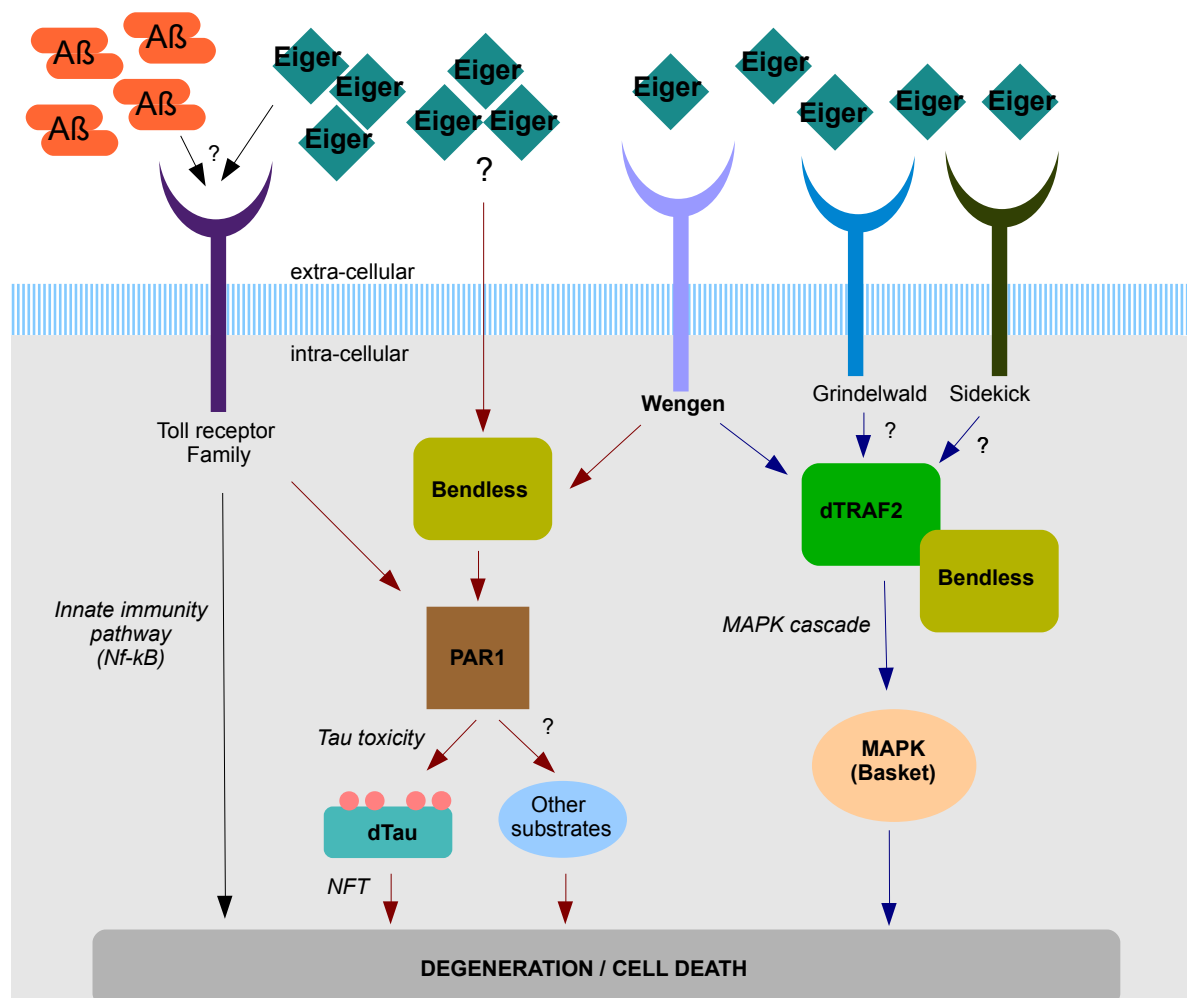 Aß
Aß
Aß
Aß
Eiger
Eiger
Eiger
Eiger
Eiger
Eiger
Eiger
Eiger
Eiger
Eiger
Eiger
?
?
extra-cellular
intra-cellular
Toll receptor
Family
Wengen
Grindelwald
Sidekick
?
?
Bendless
dTRAF2
Bendless
Innate immunity
pathway
(Nf-kB)
MAPK cascade
PAR1
Tau toxicity
?
MAPK
(Basket)
Other
substrates
dTau
NFT
DEGENERATION / CELL DEATH